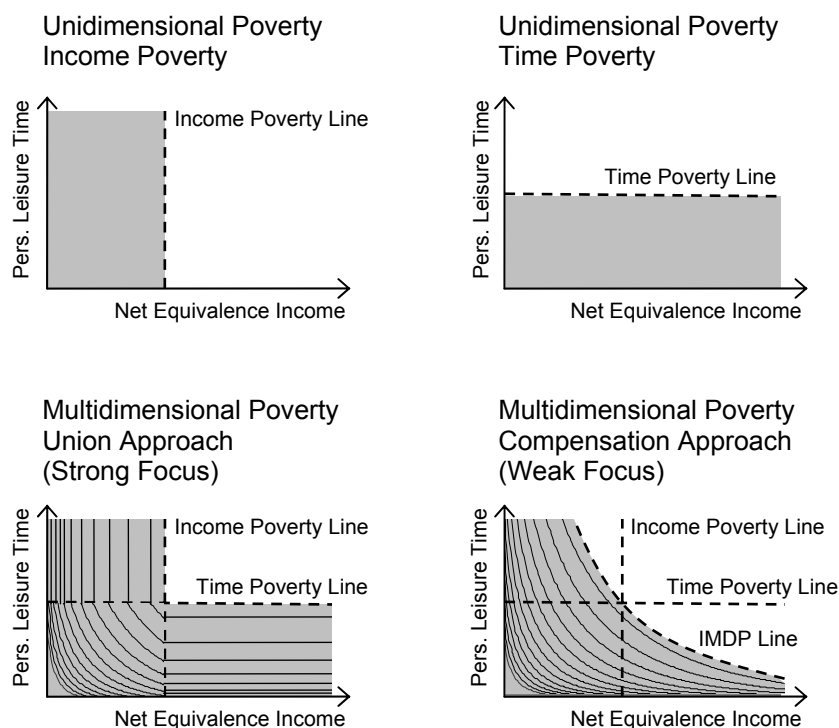 Unidimensional Poverty
Income Poverty
Pers. Leisure Time
Income Poverty Line
Net Equivalence Income
Unidimensional Poverty
Time Poverty
Pers. Leisure Time
Time Poverty Line
Net Equivalence Income
Multidimensional Poverty
Union Approach
(Strong Focus)
Pers. Leisure Time
Income Poverty Line
Time Poverty Line
Net Equivalence Income
Multidimensional Poverty
Compensation Approach
(Weak Focus)
Pers. Leisure Time
Income Poverty Line
Time Poverty Line
IMDP Line
Net Equivalence Income